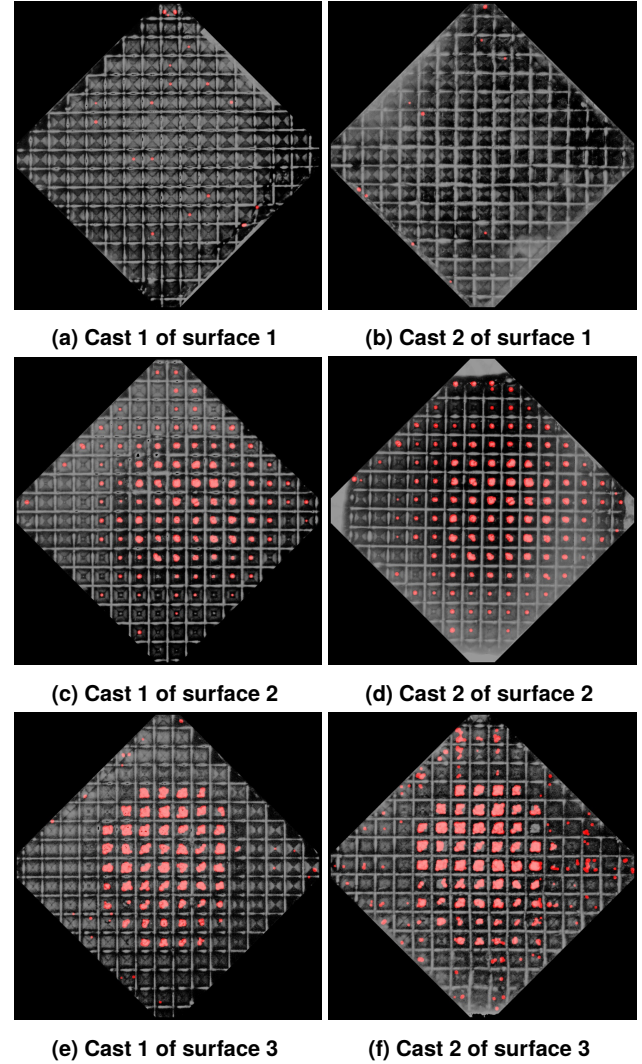 (a) Cast 1 of surface 1
(b) Cast 2 of surface 1
(c) Cast 1 of surface 2
(d) Cast 2 of surface 2
(e) Cast 1 of surface 3
(f) Cast 2 of surface 3